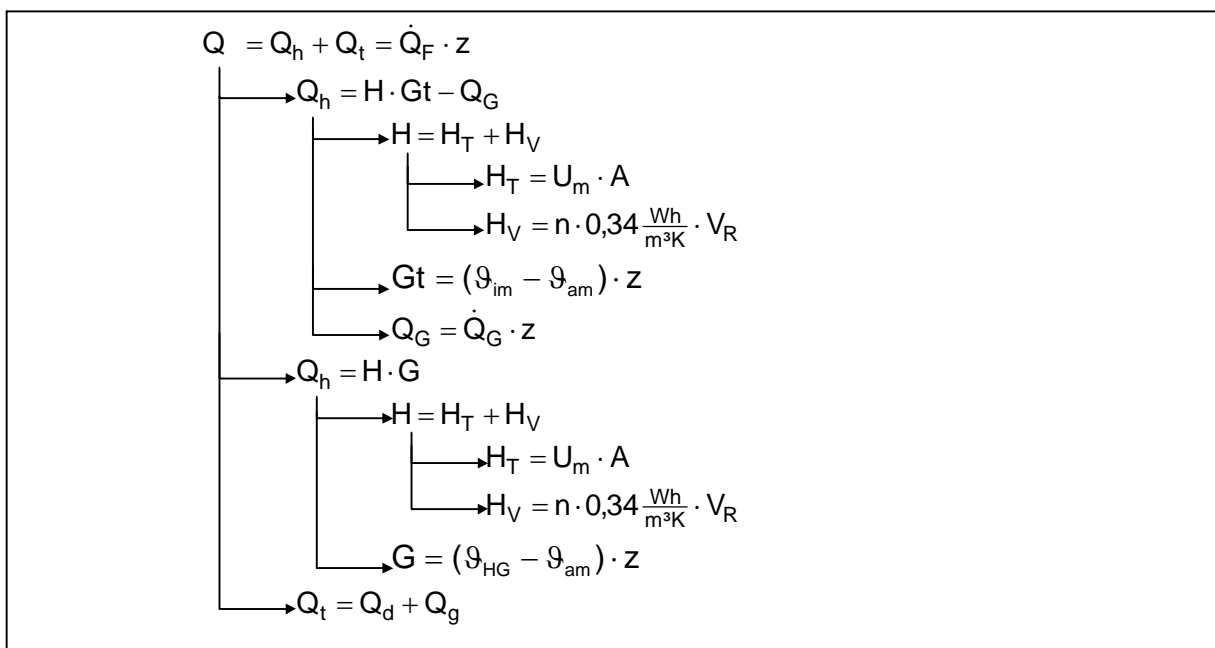 Q = Q_h + Q_t = Q̇_F · z
Q_h = H · Gt − Q_G
H = H_T + H_V
H_T = U_m · A
H_V = n · 0,34 Wh/m³K · V_R
Gt = (ϑ_im − ϑ_am) · z
Q_G = Q̇_G · z
Q_h = H · G
H = H_T + H_V
H_T = U_m · A
H_V = n · 0,34 Wh/m³K · V_R
G = (ϑ_HG − ϑ_am) · z
Q_t = Q_d + Q_g